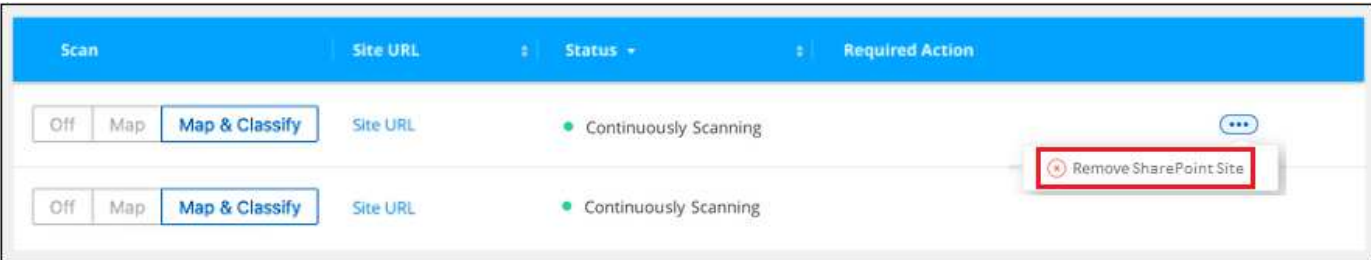 Scan Site URL Status Required Action
Off Map Map & Classify Site URL Continuously Scanning
Remove SharePoint Site
Off Map Map & Classify Site URL Continuously Scanning